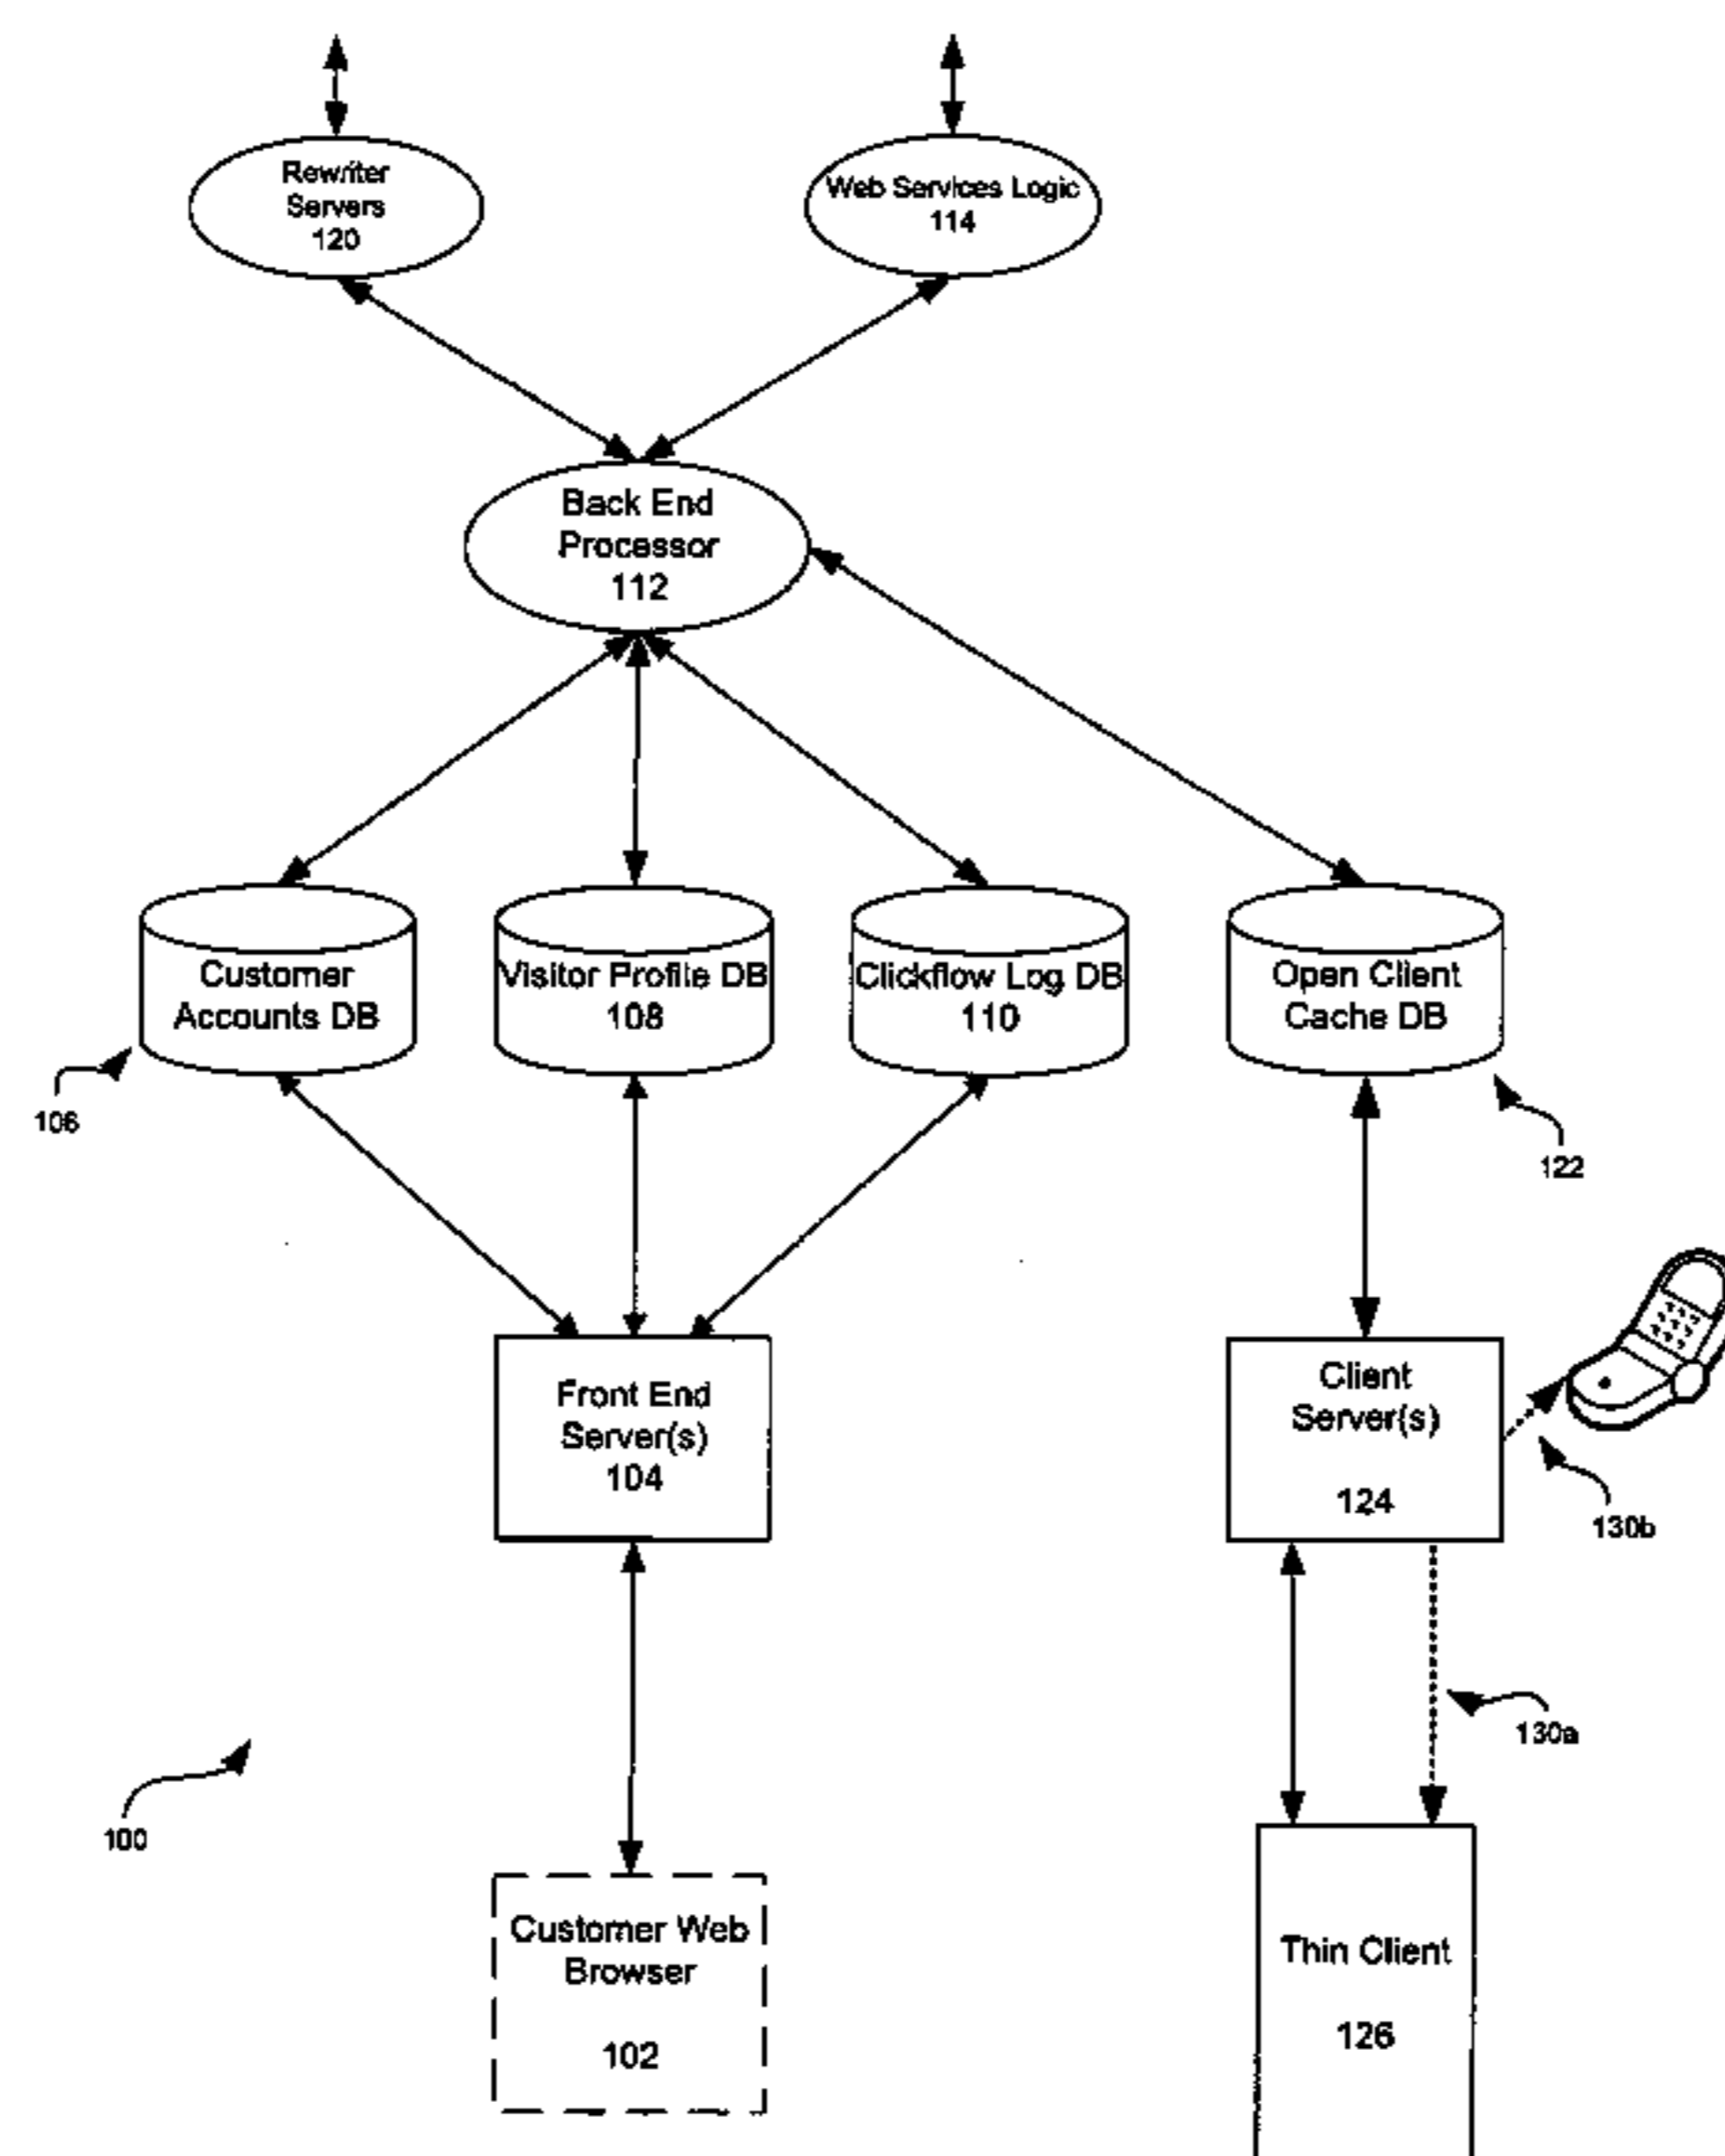 Rewriter
Servers
120
Web Services Logic
114
Back End
Processor
112
Customer
Accounts DB
Visitor Profile DB
108
Clickflow Log DB
110
Open Client
Cache DB
106
122
Front End
Server(s)
104
Client
Server(s)
124
130b
130a
100
Customer Web
Browser
102
Thin Client
126